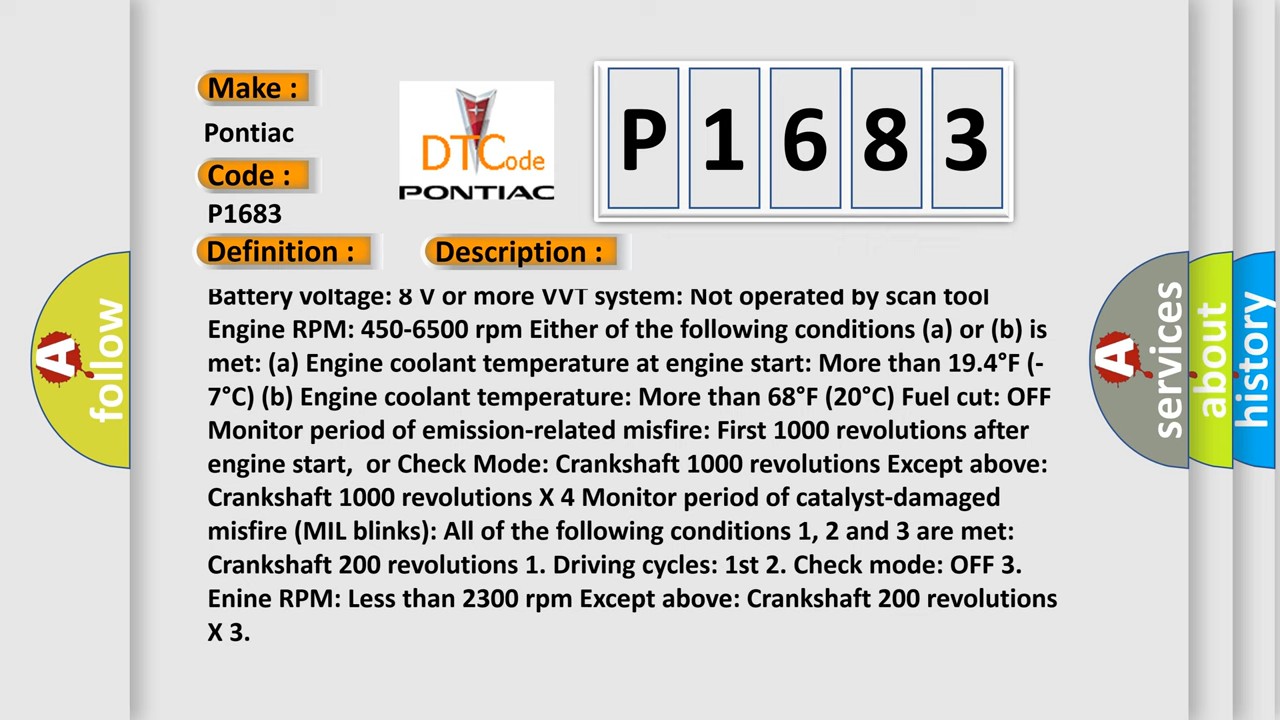 Make :
Pontiac
Code :
P1683
Definition :
Description :
DTCode
PONTIAC
P 1 6 8 3
Battery voltage: 8 V or more VVT system: Not operated by scan tool
Engine RPM: 450-6500 rpm Either of the following conditions (a) or (b) is
met: (a) Engine coolant temperature at engine start: More than 19.4°F (-
7°C) (b) Engine coolant temperature: More than 68°F (20°C) Fuel cut: OFF
Monitor period of emission-related misfire: First 1000 revolutions after
engine start,  or Check Mode: Crankshaft 1000 revolutions Except above:
Crankshaft 1000 revolutions X 4 Monitor period of catalyst-damaged
misfire (MIL blinks): All of the following conditions 1, 2 and 3 are met:
Crankshaft 200 revolutions 1. Driving cycles: 1st 2. Check mode: OFF 3.
Enine RPM: Less than 2300 rpm Except above: Crankshaft 200 revolutions
X 3.
A follow
A services
about
history